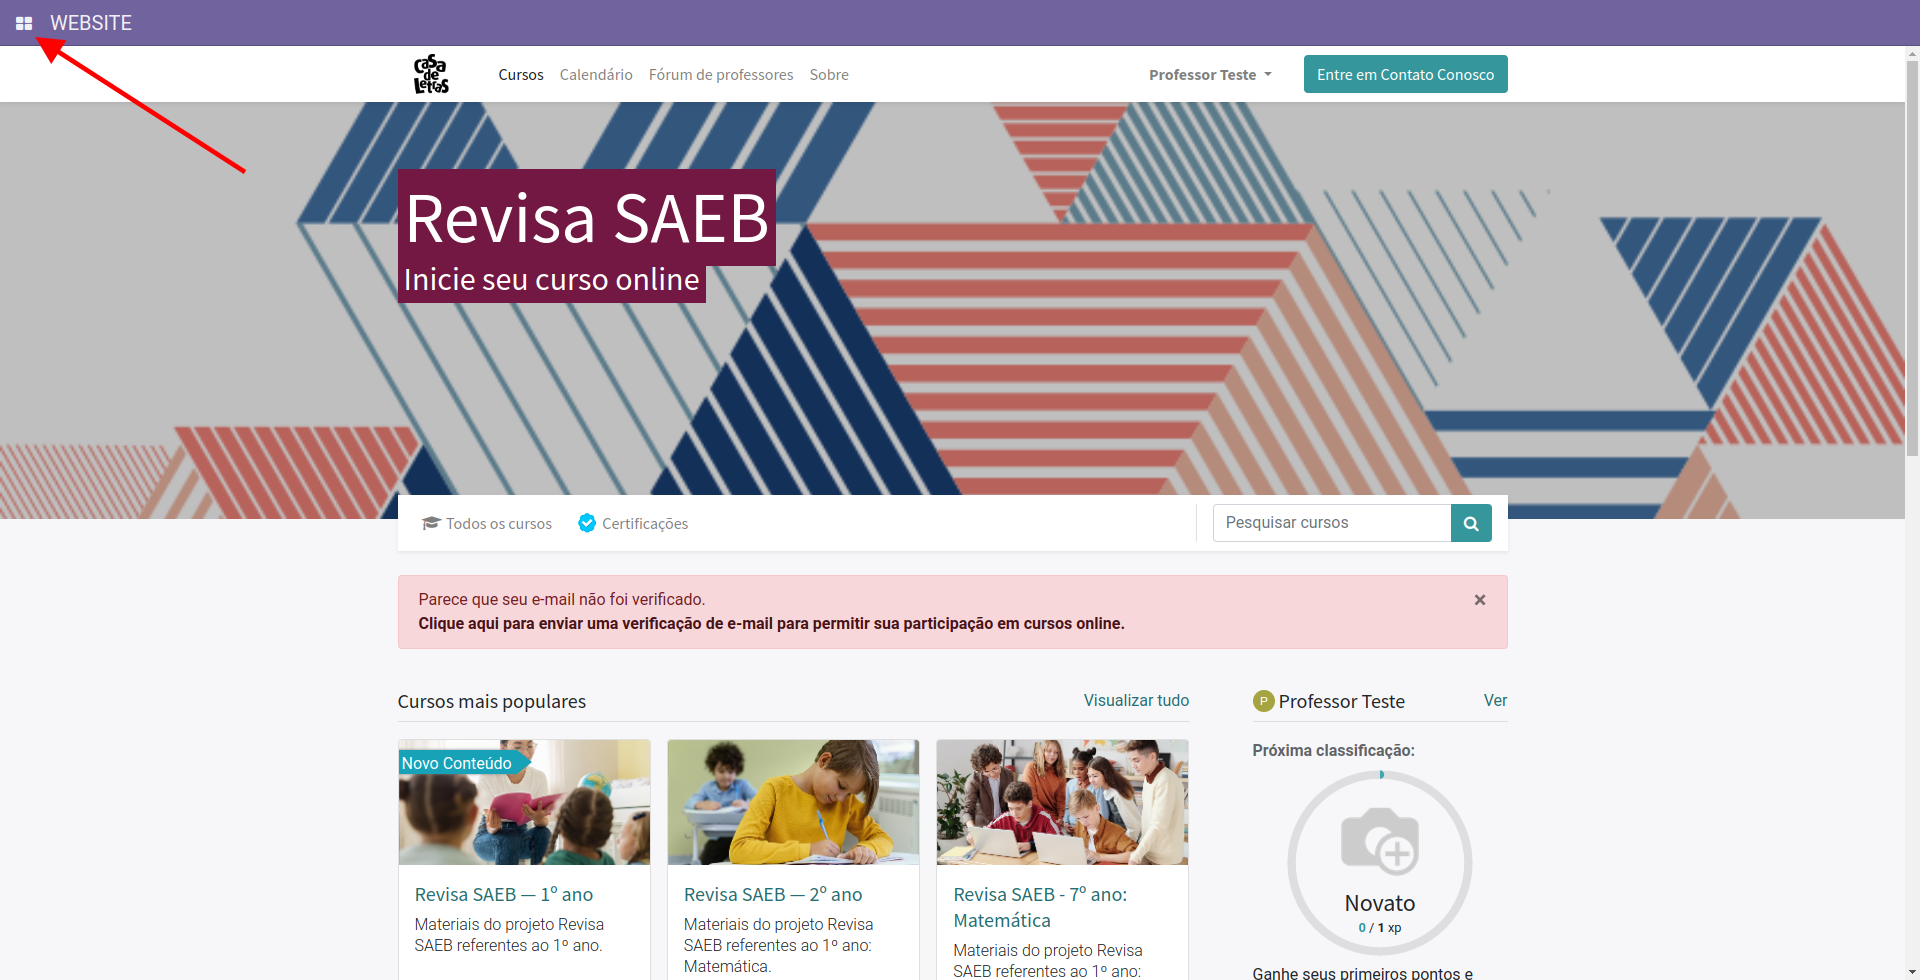 WEBSITE
casa
de
Letras
Cursos Calendário Fórum de professores Sobre
Professor Teste
Entre em Contato Conosco
Revisa SAEB
Inicie seu curso online
Todos os cursos
Certificações
Pesquisar cursos
Parece que seu e-mail não foi verificado.
×
Clique aqui para enviar uma verificação de e-mail para permitir sua participação em cursos online.
Cursos mais populares
Visualizar tudo
Novo Conteúdo
Revisa SAEB — 1º ano
Materiais do projeto Revisa
SAEB referentes ao 1º ano.
Revisa SAEB — 2º ano
Materiais do projeto Revisa
SAEB referentes ao 1º ano:
Matemática.
Revisa SAEB - 7º ano:
Matemática
Materiais do projeto Revisa
SAEB referentes ao 1º ano:
P Professor Teste
Ver
Próxima classificação:
Novato
0 / 1 xp
Ganhe seus primeiros pontos e